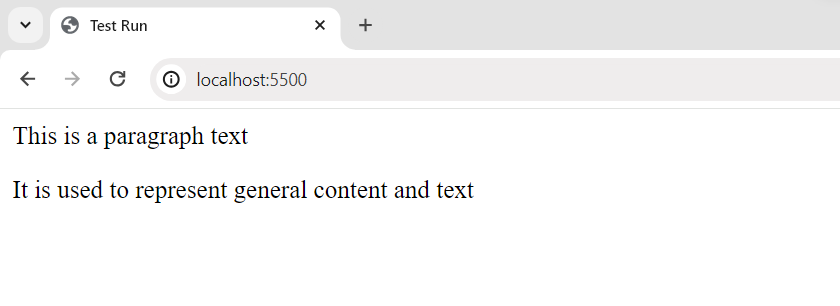 Test Run
localhost:5500
This is a paragraph text
It is used to represent general content and text